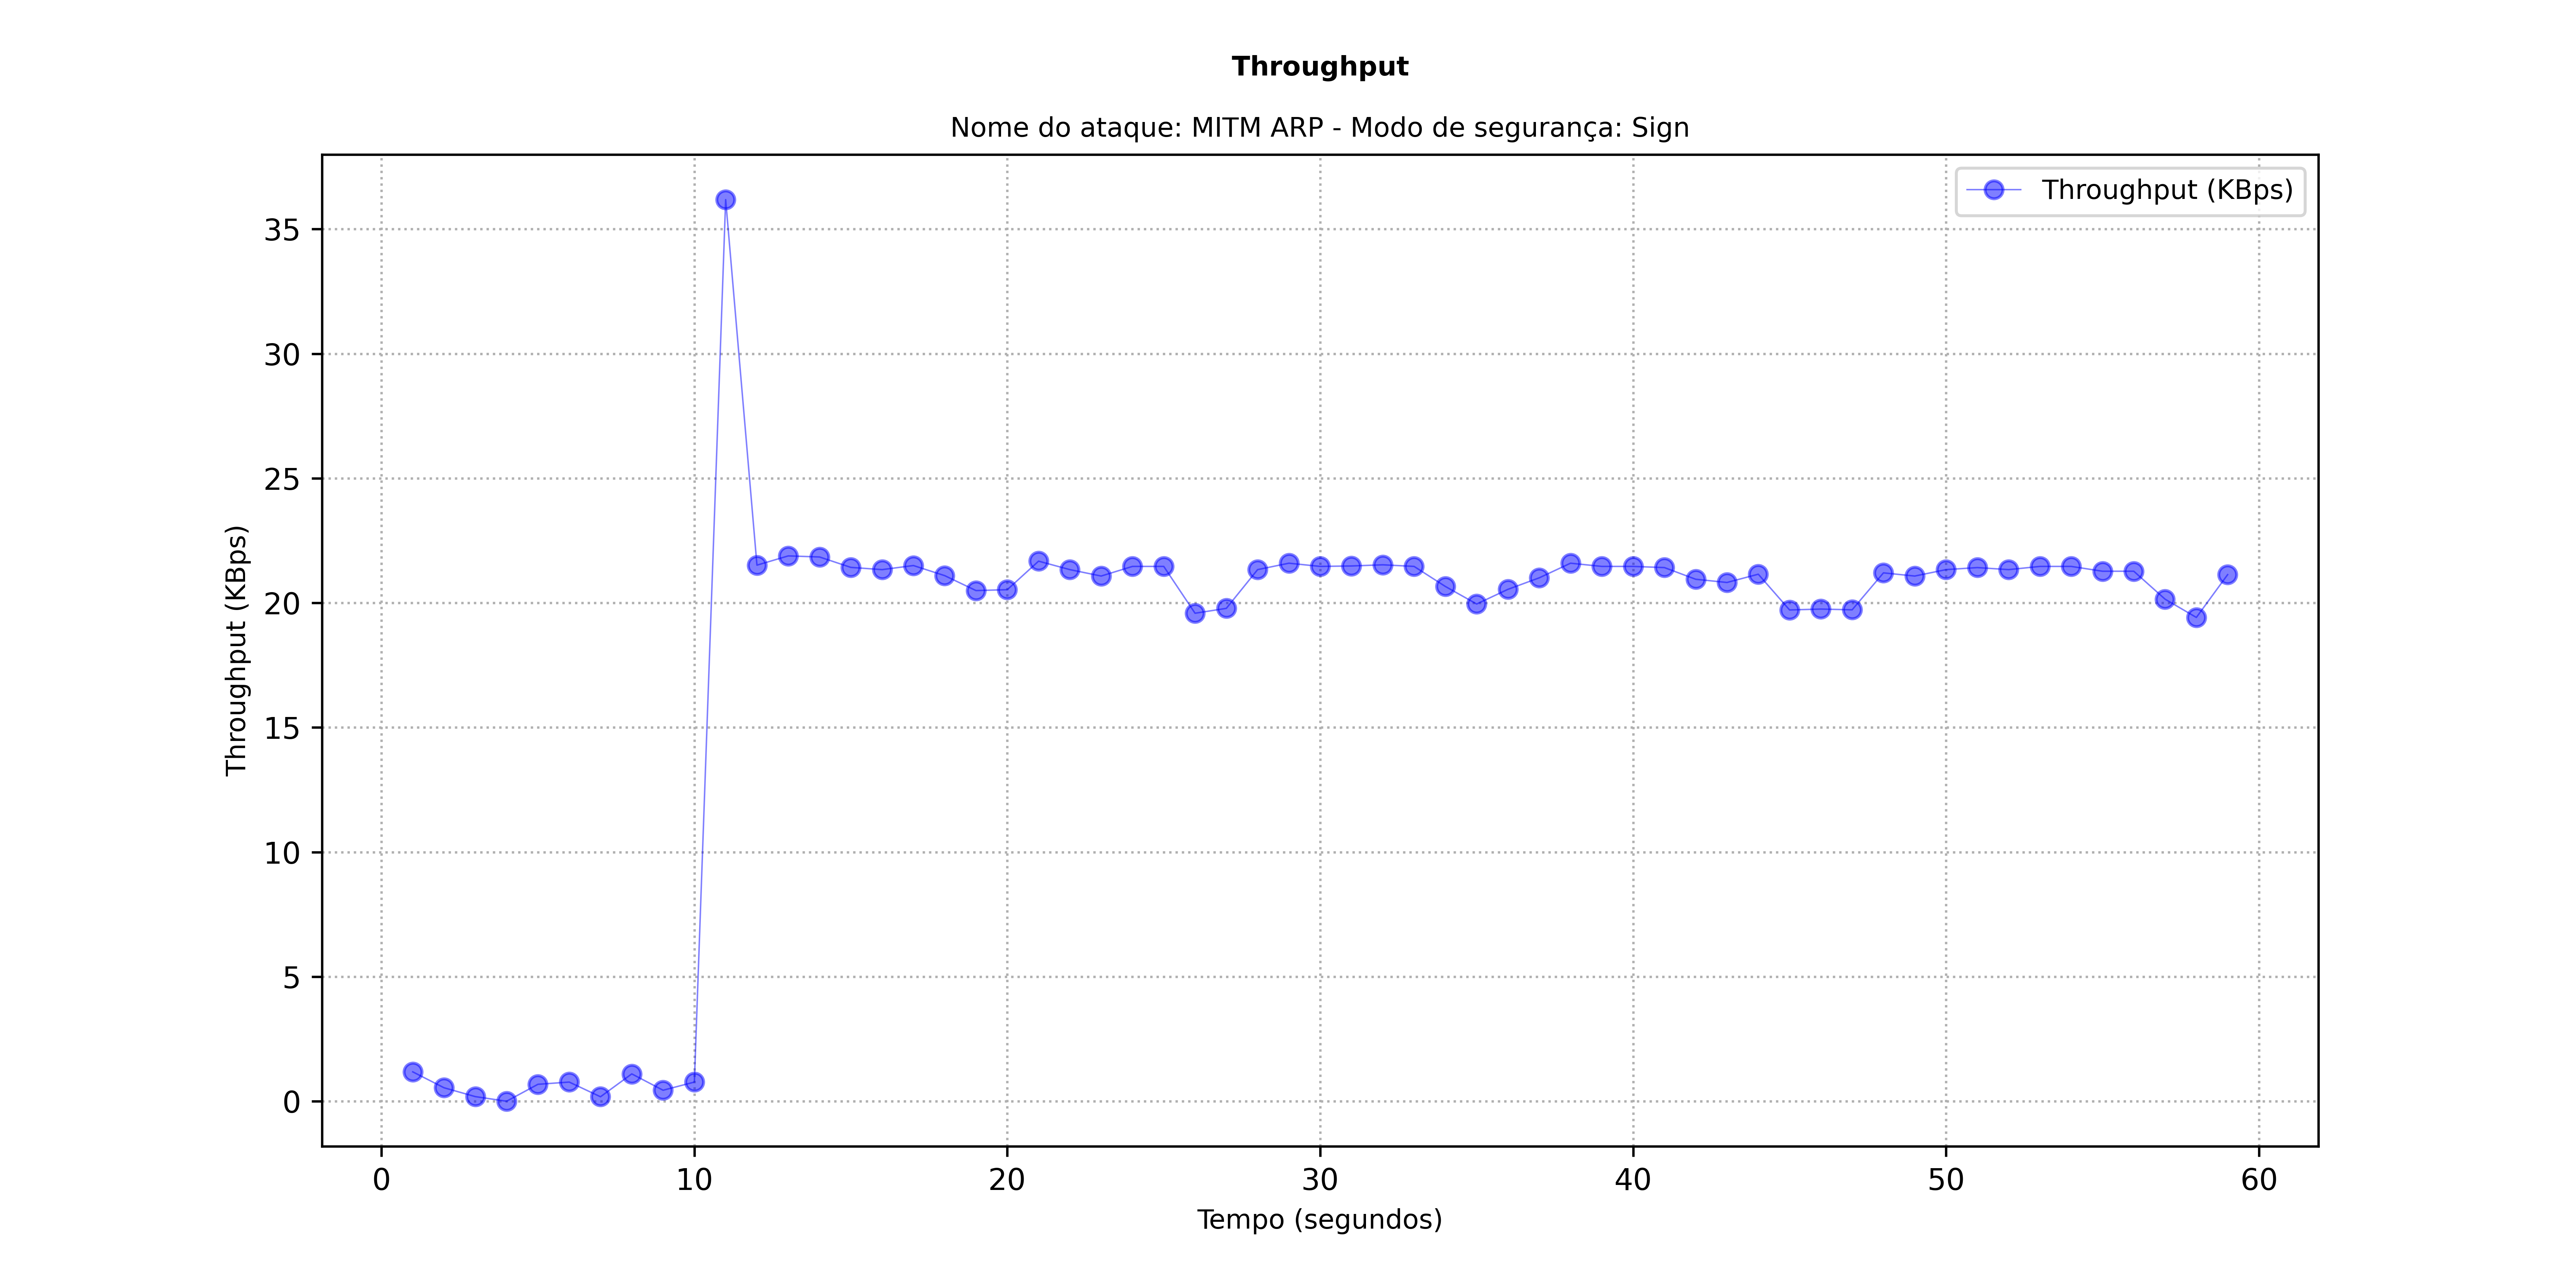 Throughput
Nome do ataque: MITM ARP - Modo de segurança: Sign
Throughput (KBps)
35
30
25
20
15
10
5
0
Throughput (KBps)
0 10 20 30 40 50 60
Tempo (segundos)